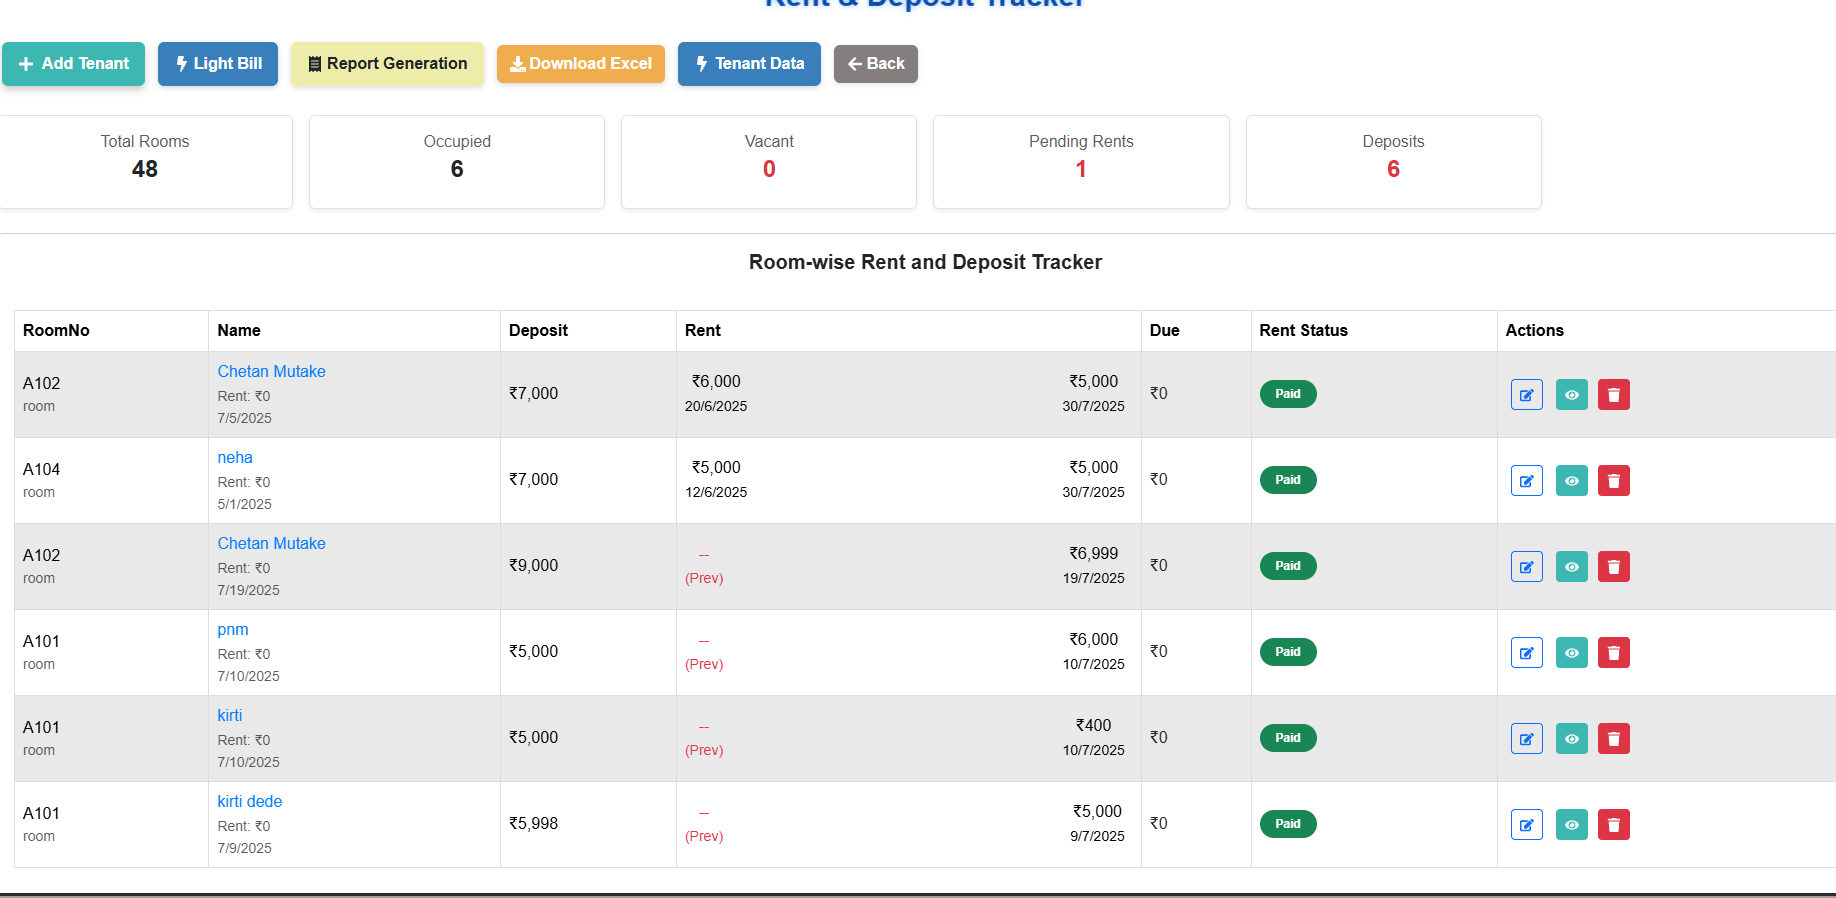 Rent & Deposit Tracker
Add Tenant Light Bill Report Generation Download Excel Tenant Data Back
Total Rooms Occupied Vacant Pending Rents Deposits
48 6 0 1 6
Room-wise Rent and Deposit Tracker
RoomNo Name Deposit Rent Due Rent Status Actions
A102 Chetan Mutake ₹7,000 ₹6,000 ₹5,000 ₹0 Paid
room Rent: ₹0 20/6/2025 30/7/2025
7/5/2025
A104 neha ₹7,000 ₹5,000 ₹5,000 ₹0 Paid
room Rent: ₹0 12/6/2025 30/7/2025
5/1/2025
A102 Chetan Mutake ₹9,000 -- ₹6,999 ₹0 Paid
room Rent: ₹0 (Prev) 19/7/2025
7/19/2025
A101 pnm ₹5,000 -- ₹6,000 ₹0 Paid
room Rent: ₹0 (Prev) 10/7/2025
7/10/2025
A101 kirti ₹5,000 -- ₹400 ₹0 Paid
room Rent: ₹0 (Prev) 10/7/2025
7/10/2025
A101 kirti dede ₹5,998 -- ₹5,000 ₹0 Paid
room Rent: ₹0 (Prev) 9/7/2025
7/9/2025